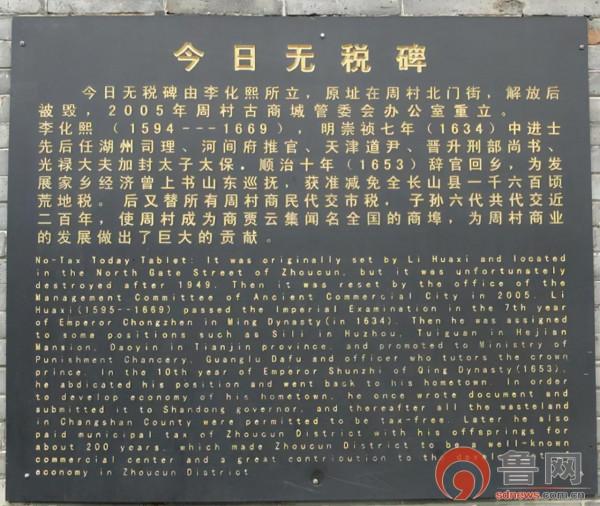 今日无税碑
今日无税碑由李化熙所立，原址在周村北门街，解放后
被毁，2005年周村古商城管委会办公室重立。
李化熙（1594---1669），明崇祯七年（1634）中进士
先后任湖州司理、河间府推官、天津道尹、晋升刑部尚书、
光禄大夫加封太子太保。顺治十年（1653）辞官回乡，为发
展家乡经济曾上书山东巡抚，获准减免全长山县一千六百顷
荒地税。后又替所有周村商民代交市税，子孙六代共代交近
二百年，使周村成为商贾云集闻名全国的商埠，为周村商业
的发展做出了巨大的贡献。
No-Tax Today Tablet: It was originally set by Li Huaxi and located
in the North Gate Street of Zhoucun, but it was unfortunately
destroyed after 1949. Then it was reset by the office of the
Management Committee of Ancient Commercial City in 2005. Li
Huaxi(1595--1669) passed the Imperial Examination in the 7th year
of Emperor Chongzhen in Ming Dynasty(in 1634). Then he was assigned
to some positions such as Sili in Huzhou, Tuiguan in Hejian
Mansion, Daoyin in Tianjin province, and promoted to Ministry of
Punishment Chancery, Guanglu Dafu and officer who tutors the crown
prince. In the 10th year of Emperor Shunzhi of Qing Dynasty(1653),
he abdicated his position and went back to his hometown. In order
to develop economy of his hometown, he once wrote document and
submitted it to Shandong governor, and thereafter all the wasteland
in Changshan County were permitted to be tax-free. Later he also
paid municipal tax of Zhoucun District with his offsprings for
about 200 years, which made Zhoucun District to be a well-known
commercial center and a great contribution to the
economy in Zhoucun District
鲁网
sdnews.com.cn